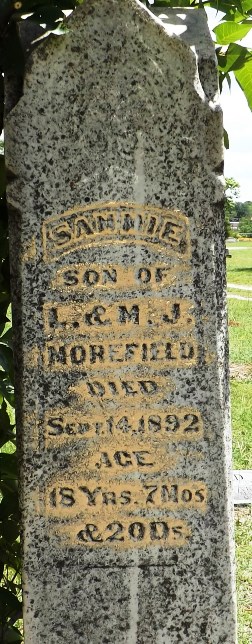 SAMMIE,
SON OF
L. & M. J.
MOREFIELD
DIED
SEPT. 14. 1892
AGE
18 YRS. 7 MOS.
& 20 DS.